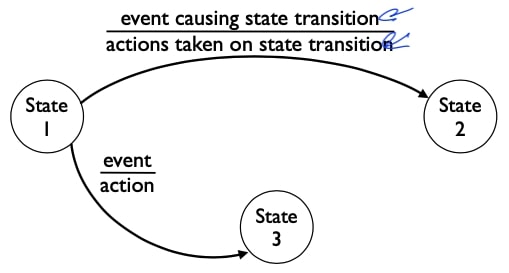 event causing state transition
actions taken on state transition
State
1
State
2
event
action
State
3